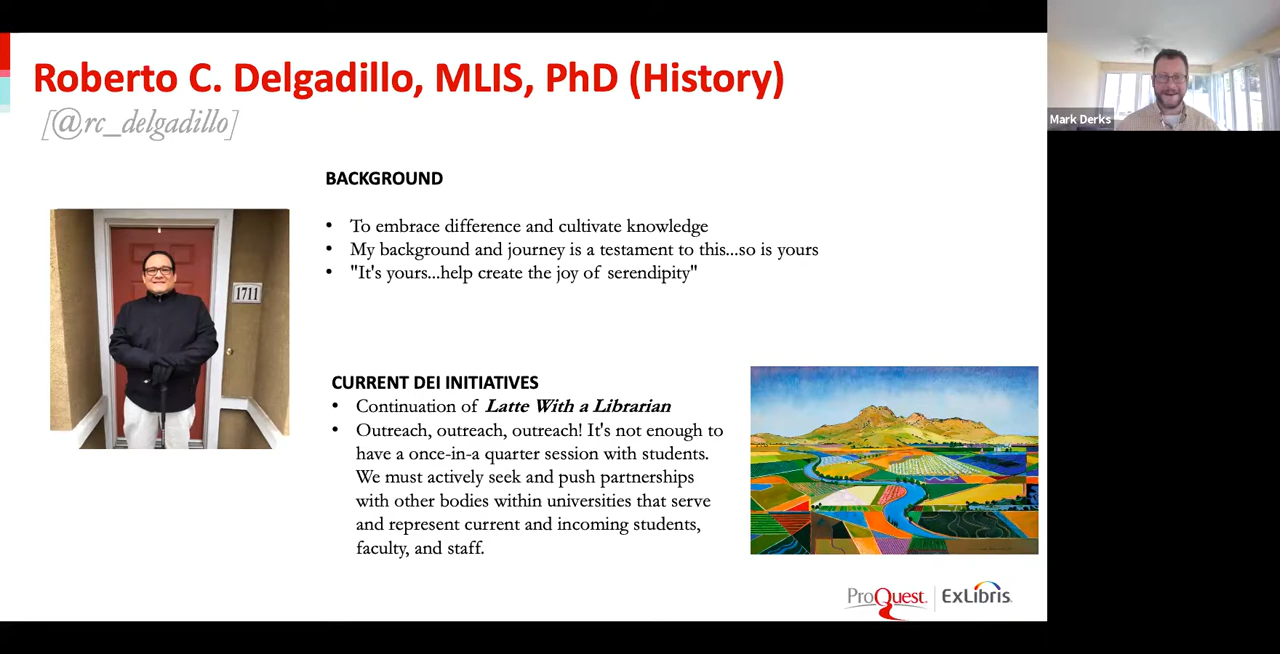 Roberto C. Delgadillo, MLIS, PhD (History)
[@rc_delgadillo]
Mark Derks
BACKGROUND
• To embrace difference and cultivate knowledge
• My background and journey is a testament to this...so is yours
• "It's yours...help create the joy of serendipity"
1711
CURRENT DEI INITIATIVES
• Continuation of Latte With a Librarian
• Outreach, outreach, outreach! It's not enough to
have a once-in-a quarter session with students.
We must actively seek and push partnerships
with other bodies within universities that serve
and represent current and incoming students,
faculty, and staff.
ProQuest | ExLibris